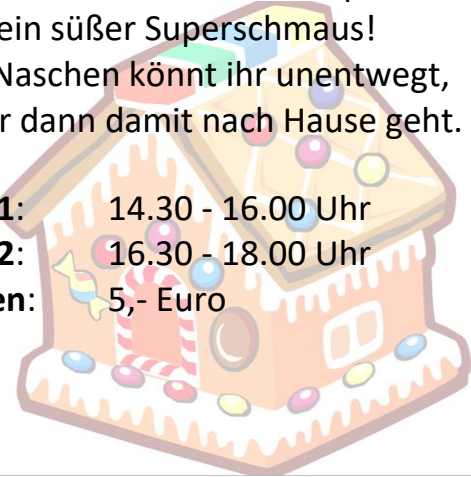 ein süßer Superschmaus!
Naschen könnt ihr unentwegt,
r dann damit nach Hause geht.
1: 14.30 - 16.00 Uhr
2: 16.30 - 18.00 Uhr
en: 5,- Euro